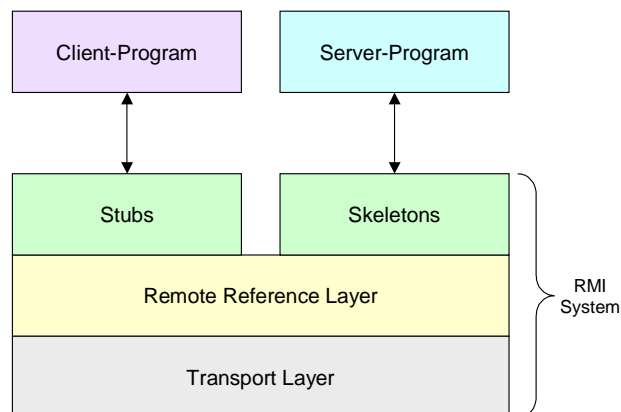 Client-Program
Server-Program
Stubs
Skeletons
Remote Reference Layer
RMI
System
Transport Layer